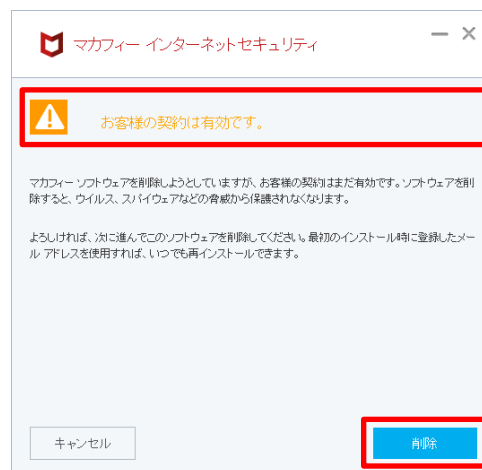 マカフィー インターネットセキュリティ
お客様の契約は有効です。
マカフィー ソフトウェアを削除しようとしていますが、お客様の契約はまだ有効です。ソフトウェアを削
除すると、ウイルス、スパイウェアなどの脅威から保護されなくなります。
よろしければ、次に進んでこのソフトウェアを削除してください。最初のインストール時に登録したメー
ル アドレスを使用すれば、いつでも再インストールできます。
キャンセル
削除